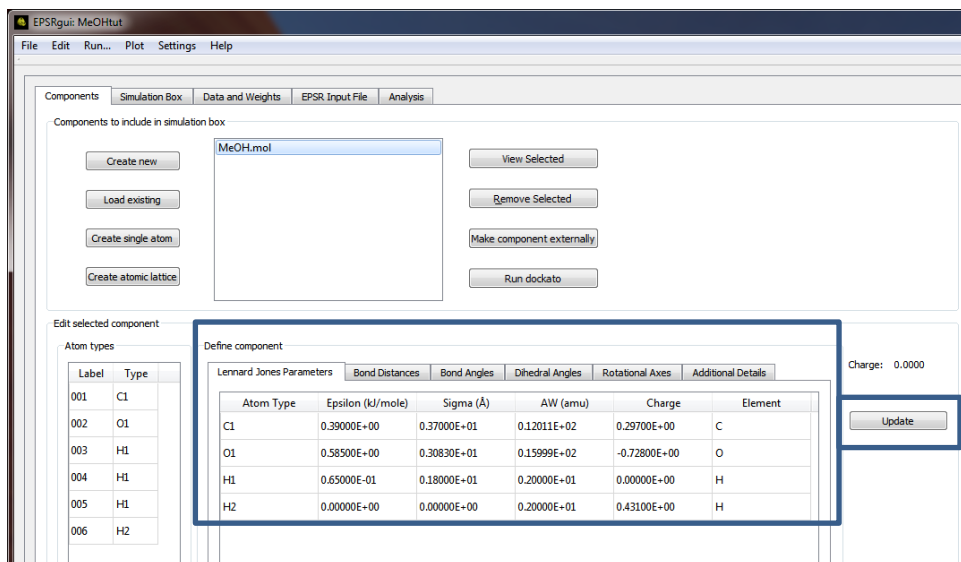 EPSRgui: MeOHtut
File Edit Run... Plot Settings Help
Components Simulation Box Data and Weights EPSR Input File Analysis
Components to include in simulation box
MeOH.mol
Create new
View Selected
Load existing
Remove Selected
Create single atom
Make component externally
Create atomic lattice
Run dockato
Edit selected component
Atom types
Define component
Charge: 0.0000
Label Type
Lennard Jones Parameters Bond Distances Bond Angles Dihedral Angles Rotational Axes Additional Details
Atom Type Epsilon (kJ/mole) Sigma (Å) AW (amu) Charge Element
Update
001 C1
C1 0.39000E+00 0.37000E+01 0.12011E+02 0.29700E+00 C
002 O1
O1 0.58500E+00 0.30830E+01 0.15999E+02 -0.72800E+00 O
003 H1
H1 0.65000E-01 0.18000E+01 0.20000E+01 0.00000E+00 H
004 H1
005 H1
H2 0.00000E+00 0.00000E+00 0.20000E+01 0.43100E+00 H
006 H2